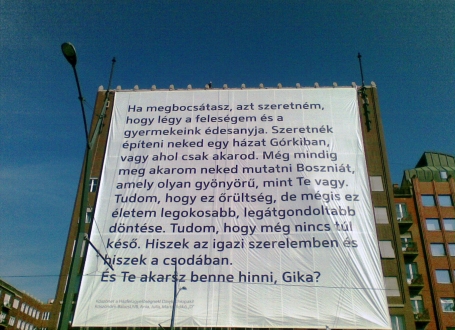 Ha megbocsátasz, azt szeretném,
hogy légy a feleségem és a
gyermekeink édesanyja. Szeretnék
építeni neked egy házat Górkiban,
vagy ahol csak akarod. Még mindig
meg akarom neked mutatni Boszniát,
amely olyan gyönyörű, mint Te vagy.
Tudom, hogy ez őrültség, de mégis ez
életem legokosabb, legátgondoltabb
döntése. Tudom, hogy még nincs túl
késő. Hiszek az igazi szerelemben és
hiszek a csodában.
És Te akarsz benne hinni, Gika?